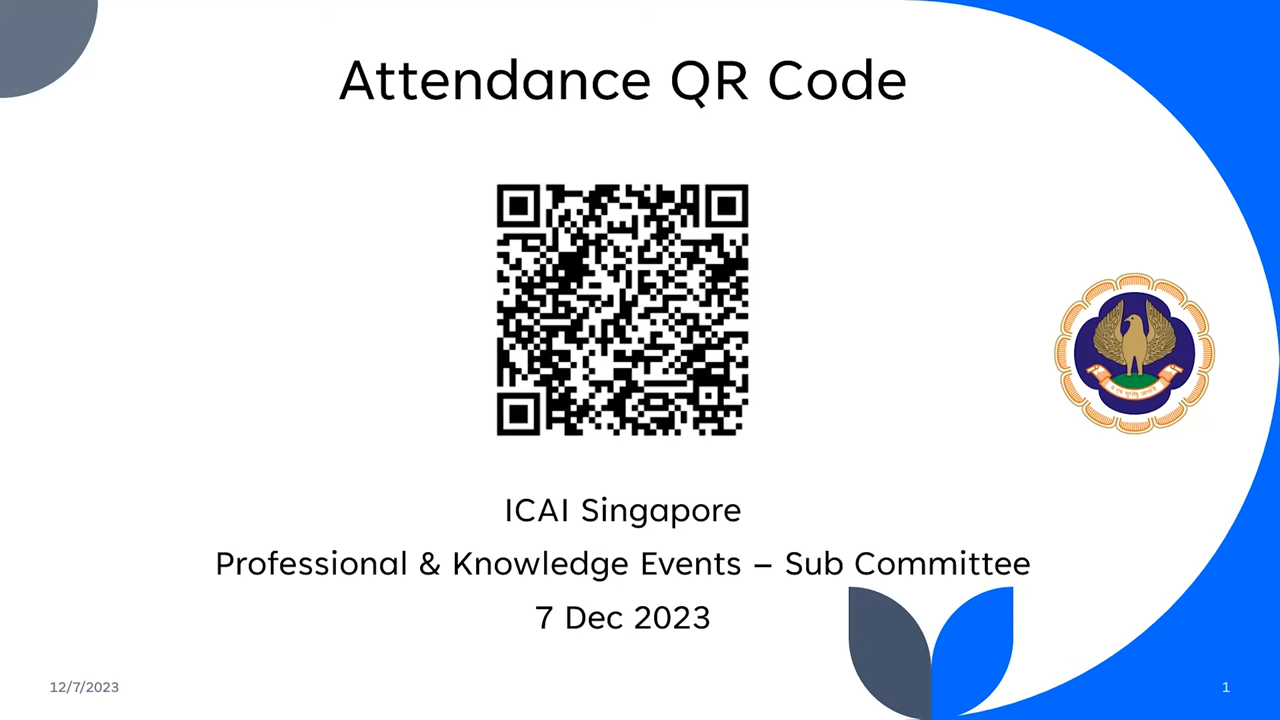 Attendance QR Code
ICAI Singapore
Professional & Knowledge Events – Sub Committee
7 Dec 2023
12/7/2023
1